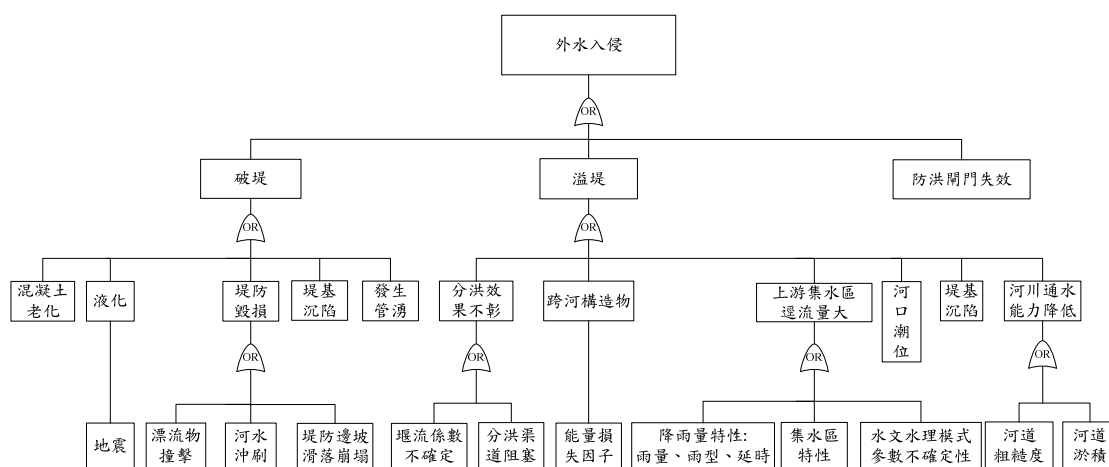 外水入侵
OR
破堤
溢堤
防洪閘門失效
OR
OR
混凝土
老化
液化
堤防
毀損
堤基
沉陷
發生
管湧
分洪效
果不彰
跨河構造物
上游集水區
逕流量大
河
口
潮
位
堤基
沉陷
河川通水
能力降低
OR
OR
OR
OR
地震
漂流物
撞擊
河水
沖刷
堤防邊坡
滑落崩塌
堰流係數
不確定
分洪渠
道阻塞
能量損
失因子
降雨量特性:
雨量、雨型、延時
集水區
特性
水文水理模式
參數不確定性
河道
粗糙度
河道
淤積